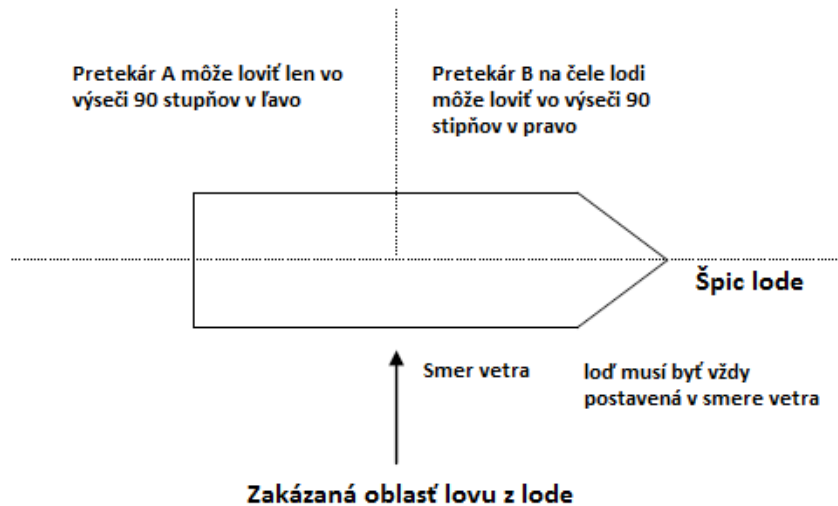 Pretekár A môže loviť len vo
výseči 90 stupňov v ľavo
Pretekár B na čele lodi
môže loviť vo výseči 90
stipňov v pravo
Špic lode
Smer vetra
loď musí byť vždy
postavená v smere vetra
Zakázaná oblasť lovu z lode